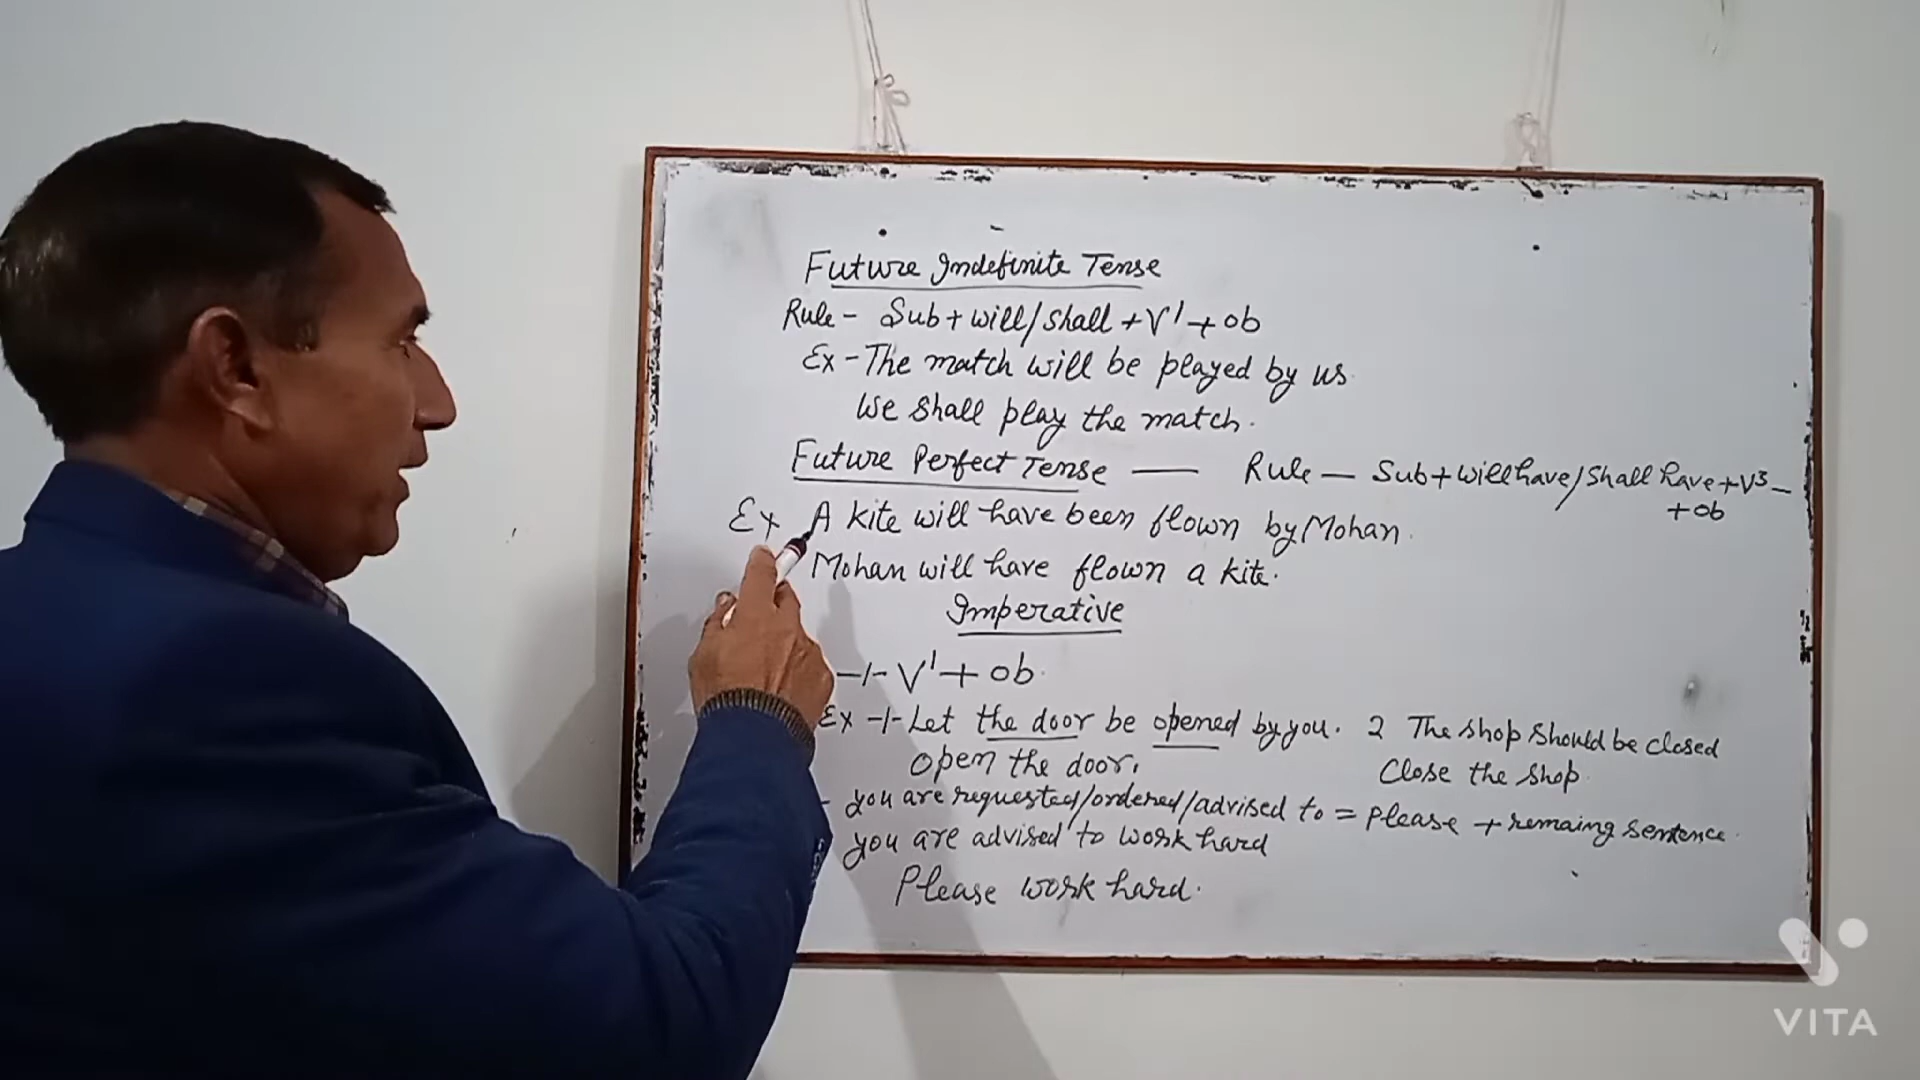 Future Indefinite Tense
Rule - Sub + will/shall + V¹ + ob
Ex - The match will be played by us.
We shall play the match.
Future Perfect Tense — Rule — Sub + will have/shall have + V³ —
+ ob
Ex A kite will have been flown by Mohan.
Mohan will have flown a kite.
Imperative
-1- V¹ + ob.
Ex -1- Let the door be opened by you. 2 The shop should be closed
Open the door. Close the shop.
- you are requested/ordered/advised to = Please + remaing sentence.
you are advised to work hard
Please work hard.
VITA